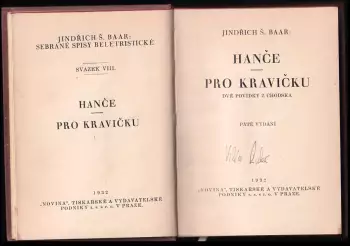 JINDŘICH Š. BAAR:
SEBRANÉ SPISY BELETRISTICKÉ
SVAZEK VIII.
HANČE
PRO KRAVIČKU
1932
„NOVINA“, TISKAŘSKÉ A VYDAVATELSKÉ
PODNIKY V PRAZE.
JINDŘICH Š. BAAR:
HANČE
PRO KRAVIČKU
DVĚ POVÍDKY Z CHODSKA.
VYDÁNÍ
1932
„NOVINA“, TISKAŘSKÉ A VYDAVATELSKÉ
PODNIKY V PRAZE.